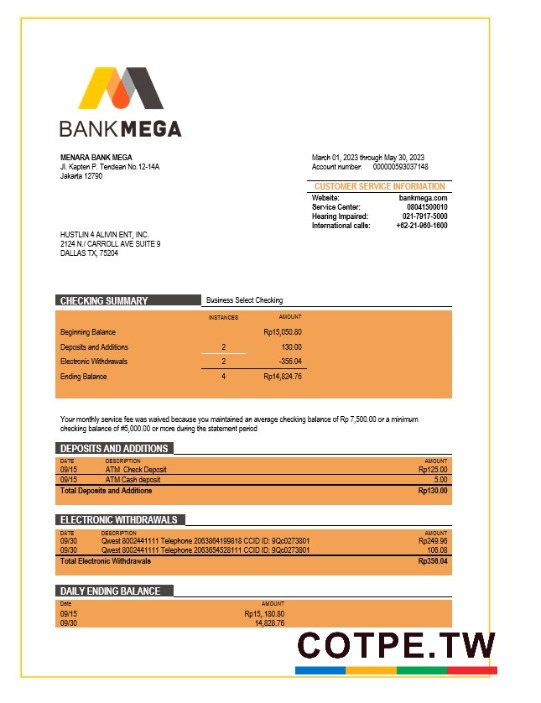 BANK MEGA
MENARA BANK MEGA
Jl. Kapten P. Tendean No.12-14A
Jakarta 12790
March 01, 2023 through May 30, 2023
Account number: 000000593037148
CUSTOMER SERVICE INFORMATION
Website: bankmega.com
Service Center: 08041500010
Hearing Impaired: 021-7917-5000
International calls: +62-21-960-1600
HUSTLIN 4 ALIVIN ENT, INC.
2124 N./ CARROLL AVE SUITE 9
DALLAS TX, 75204
CHECKING SUMMARY Business Select Checking
INSTANCES AMOUNT
Beginning Balance Rp15,050.80
Deposits and Additions 2 130.00
Electronic Withdrawals 2 -356.04
Ending Balance 4 Rp14,824.76
Your monthly service fee was waived because you maintained an average checking balance of Rp 7,500.00 or a minimum
checking balance of #5,000.00 or more during the statement period
DEPOSITS AND ADDITIONS
DATE DESCRIPTION AMOUNT
09/15 ATM Check Deposit Rp125.00
09/15 ATM Cash deposit 5.00
Total Deposits and Additions Rp130.00
ELECTRONIC WITHDRAWALS
DATE DESCRIPTION AMOUNT
09/30 Qwest 8002441111 Telephone 2063864199818 CCID ID: 9Qc0273801 Rp249.96
09/30 Qwest 8002441111 Telephone 2063654528111 CCID ID: 9Qc0273801 106.08
Total Electronic Withdrawals Rp356.04
DAILY ENDING BALANCE
Date AMOUNT
09/15 Rp15, 180.80
09/30 14,828.76
COTPE.TW